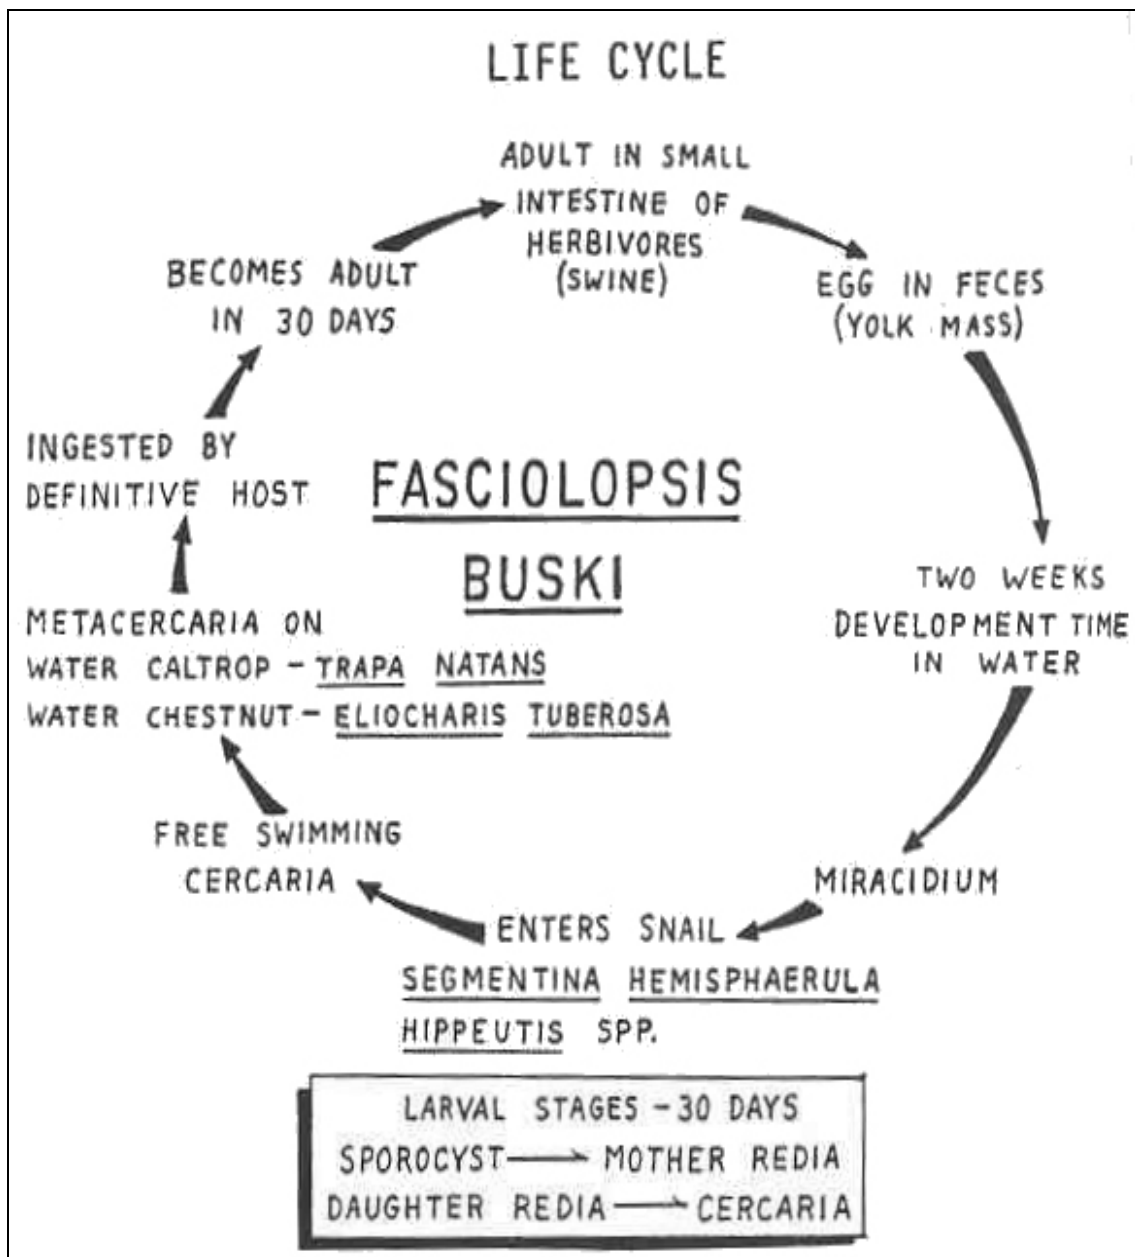 LIFE CYCLE
ADULT IN SMALL
INTESTINE OF
HERBIVORES
(SWINE)
EGG IN FECES
(YOLK MASS)
TWO WEEKS
DEVELOPMENT TIME
IN WATER
MIRACIDIUM
ENTERS SNAIL
SEGMENTINA HEMISPHAERULA
HIPPEUTIS SPP.
LARVAL STAGES - 30 DAYS
SPOROCYST → MOTHER REDIA
DAUGHTER REDIA → CERCARIA
FREE SWIMMING
CERCARIA
METACERCARIA ON
WATER CALTROP - TRAPA NATANS
WATER CHESTNUT - ELIOCHARIS TUBEROSA
INGESTED BY
DEFINITIVE HOST
BECOMES ADULT
IN 30 DAYS
FASCIOLOPSIS
BUSKI